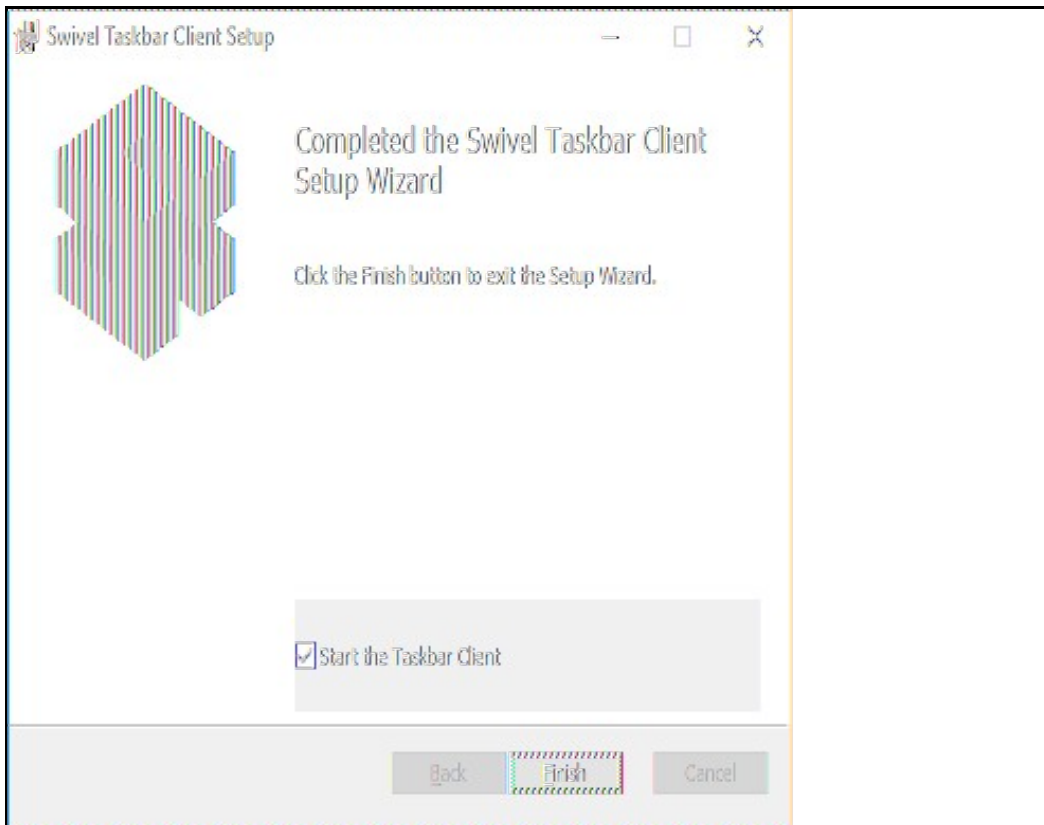 Swivel Taskbar Client Setup
Completed the Swivel Taskbar Client
Setup Wizard
Click the Finish button to exit the Setup Wizard.
Start the Taskbar Client
Back Finish Cancel